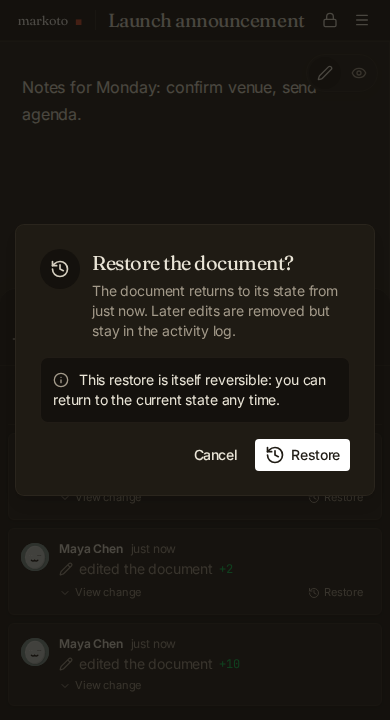 markoto
Launch announcement
Notes for Monday: confirm venue, send
agenda.
Restore the document?
The document returns to its state from
just now. Later edits are removed but
stay in the activity log.
This restore is itself reversible: you can
return to the current state any time.
Cancel
Restore
View change
Restore
Maya Chen just now
edited the document +2
View change
Restore
Maya Chen just now
edited the document +10
View change